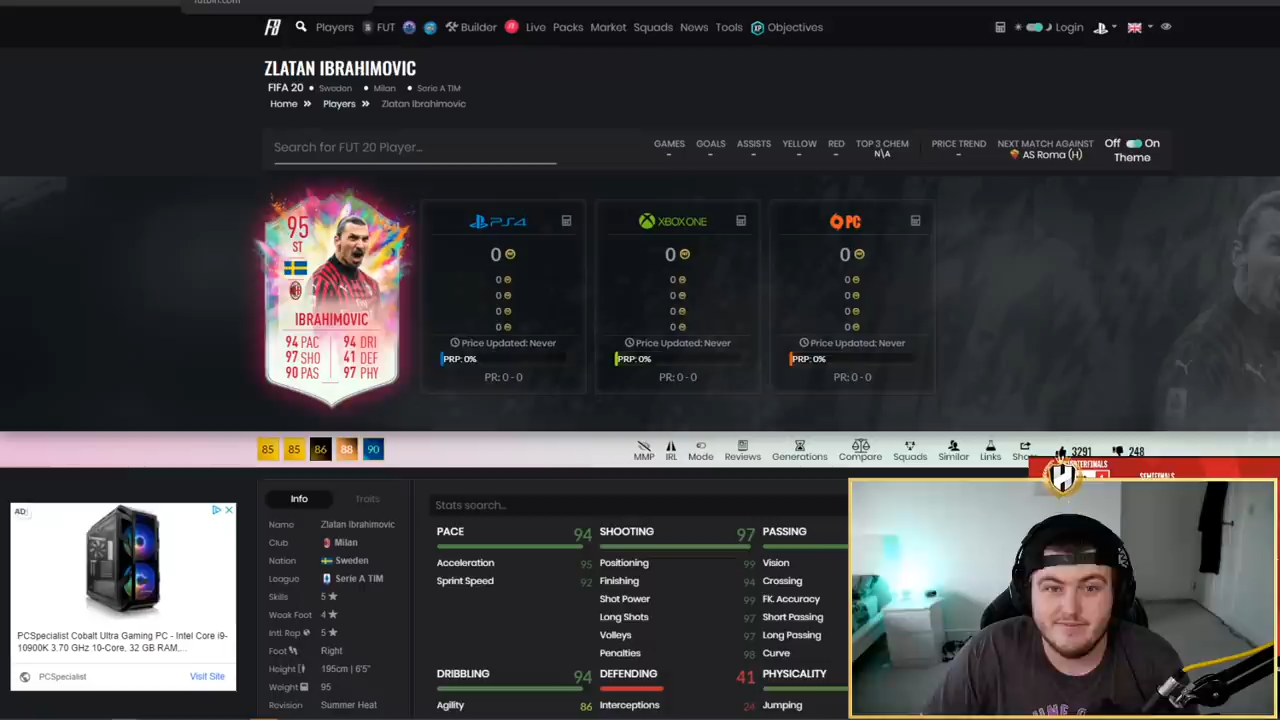 futbin.com
Players FUT Builder Live Packs Market Squads News Tools Objectives Login
ZLATAN IBRAHIMOVIC
FIFA 20 Sweden Milan Serie A TIM
Home Players Zlatan Ibrahimovic
Search for FUT 20 Player...
GAMES GOALS ASSISTS YELLOW RED TOP 3 CHEM PRICE TREND NEXT MATCH AGAINST Off On
- - - - - N\A - AS Roma (H) Theme
95
ST
IBRAHIMOVIC
94 PAC 94 DRI
97 SHO 41 DEF
90 PAS 97 PHY
PS4 XBOX ONE PC
0 0 0
0 0 0
0 0 0
0 0 0
0 0 0
Price Updated: Never Price Updated: Never Price Updated: Never
PRP: 0% PRP: 0% PRP: 0%
PR: 0 - 0 PR: 0 - 0 PR: 0 - 0
85 85 86 88 90
MMP IRL Mode Reviews Generations Compare Squads Similar Links 3291 248
SEMIFINALS
AD
PCSpecialist Cobalt Ultra Gaming PC - Intel Core i9-
10900K 3.70 GHz 10-Core, 32 GB RAM,...
PCSpecialist Visit Site
Info Traits
Name Zlatan Ibrahimovic
Club Milan
Nation Sweden
League Serie A TIM
Skills 5
Weak Foot 4
Intl. Rep 5
Foot Right
Height 195cm | 6'5"
Weight 95
Revision Summer Heat
Stats search...
PACE 94 SHOOTING 97 PASSING
Acceleration 95 Positioning 99 Vision
Sprint Speed 92 Finishing 94 Crossing
Shot Power 99 FK. Accuracy
Long Shots 97 Short Passing
Volleys 97 Long Passing
Penalties 98 Curve
DRIBBLING 94 DEFENDING 41 PHYSICALITY
Agility 86 Interceptions 24 Jumping